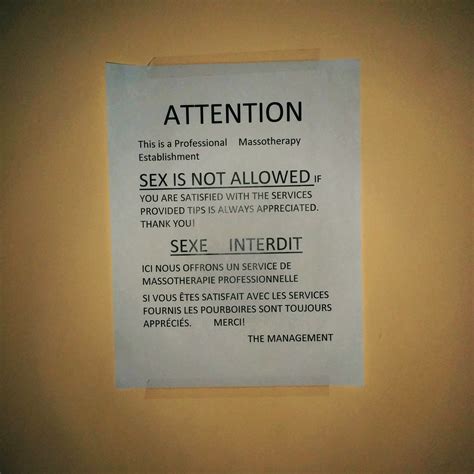 ATTENTION
This is a Professional Massotherapy
Establishment
SEX IS NOT ALLOWED IF
YOU ARE SATISFIED WITH THE SERVICES
PROVIDED TIPS IS ALWAYS APPRECIATED.
THANK YOU!
SEXE INTERDIT
ICI NOUS OFFRONS UN SERVICE DE
MASSOTHERAPIE PROFESSIONNELLE
SI VOUS ÊTES SATISFAIT AVEC LES SERVICES
FOURNIS LES POURBOIRES SONT TOUJOURS
APPRÉCIÉS. MERCI!
THE MANAGEMENT